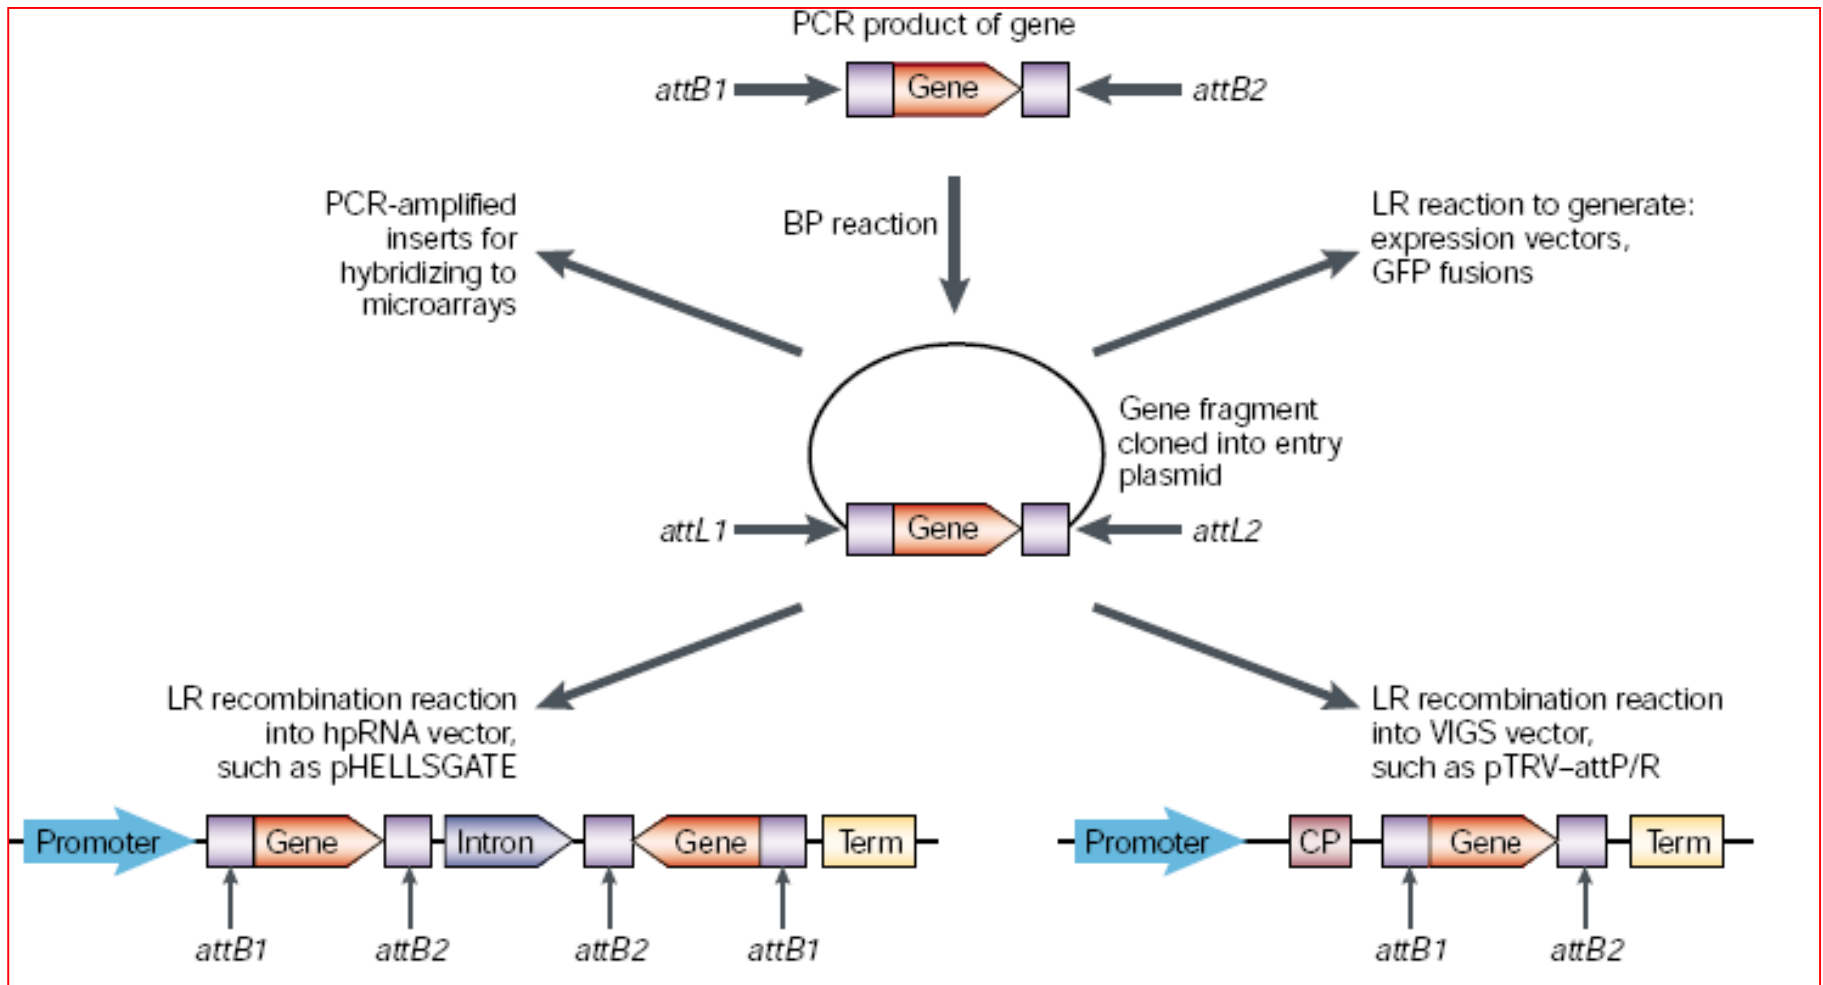 PCR product of gene
attB1
Gene
attB2
PCR-amplified
inserts for
hybridizing to
microarrays
BP reaction
LR reaction to generate:
expression vectors,
GFP fusions
Gene fragment
cloned into entry
plasmid
attL1
Gene
attL2
LR recombination reaction
into hpRNA vector,
such as pHELLSGATE
LR recombination reaction
into VIGS vector,
such as pTRV–attP/R
Promoter
Gene
Intron
Gene
Term
attB1
attB2
attB2
attB1
Promoter
CP
Gene
Term
attB1
attB2